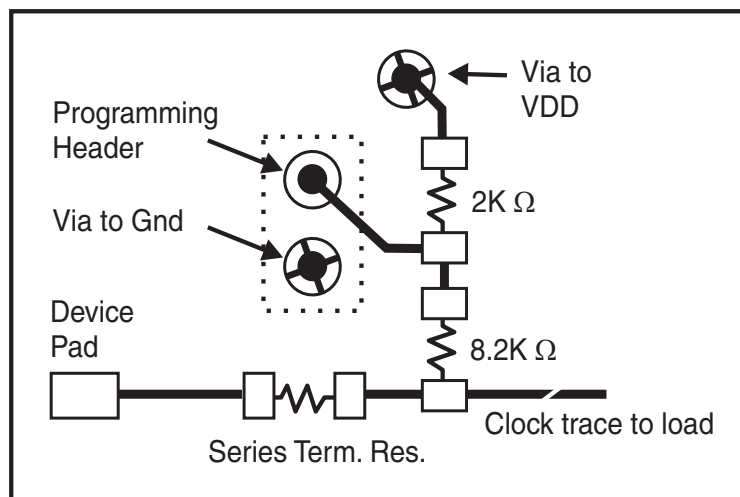 Via to
VDD
Programming
Header
2K Ω
Via to Gnd
Device
Pad
8.2K Ω
Clock trace to load
Series Term. Res.